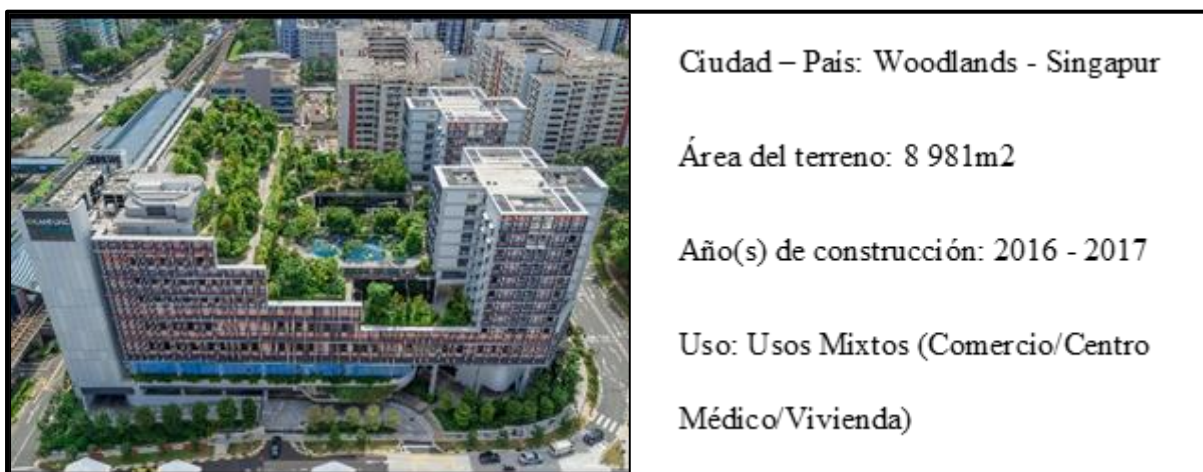 Ciudad – País: Woodlands - Singapur
Área del terreno: 8 981m2
Año(s) de construcción: 2016 - 2017
Uso: Usos Mixtos (Comercio/Centro
Médico/Vivienda)